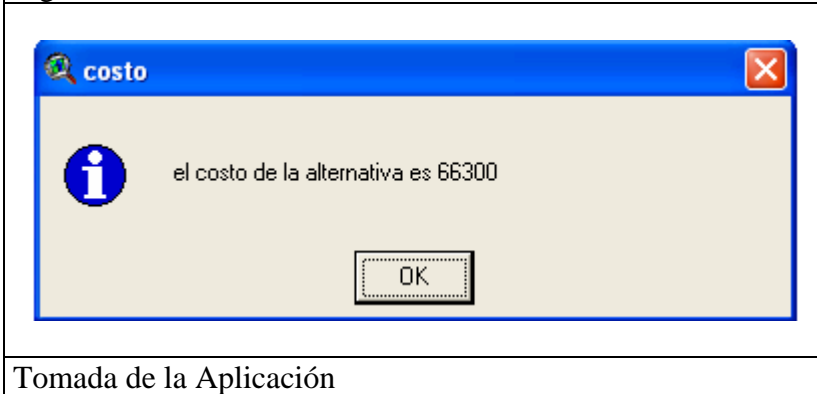 costo
el costo de la alternativa es 66300
OK
Tomada de la Aplicación